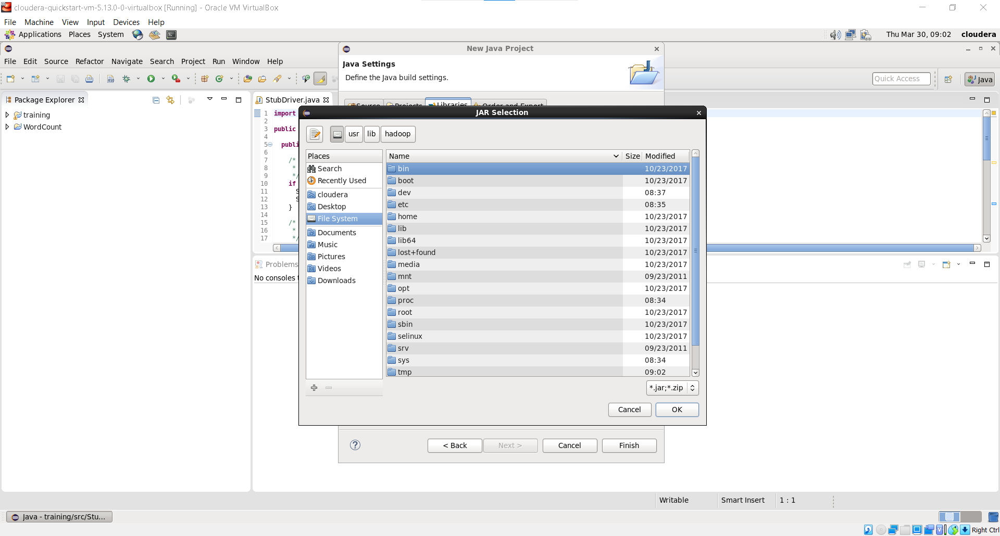 cloudera-quickstart-vm-5.13.0-0-virtualbox [Running] - Oracle VM VirtualBox
File Machine View Input Devices Help
Applications Places System Thu Mar 30, 09:02 cloudera
New Java Project
File Edit Source Refactor Navigate Search Project Run Window Help
Java Settings
Define the Java build settings.
Quick Access Java
Package Explorer
StubDriver.java
Source Projects Libraries Order and Export
training
WordCount
1 import
2
3 public
4
5 publi
6
7 /*
8 *
9 */
10 if
11 S
12 S
13 }
14
15 /*
16 *
17 */
JAR Selection
usr lib hadoop
Places
Search
Recently Used
cloudera
Desktop
File System
Documents
Music
Pictures
Videos
Downloads
Name Size Modified
bin 10/23/2017
boot 10/23/2017
dev 08:37
etc 08:35
home 10/23/2017
lib 10/23/2017
lib64 10/23/2017
lost+found 10/23/2017
media 10/23/2017
mnt 09/23/2011
opt 10/23/2017
proc 08:34
root 10/23/2017
sbin 10/23/2017
selinux 10/23/2017
srv 09/23/2011
sys 08:34
tmp 09:02
*.jar;*.zip
Cancel OK
Problems
No consoles t
< Back Next > Cancel Finish
Writable Smart Insert 1 : 1
Java - training/src/Stu...
Right Ctrl